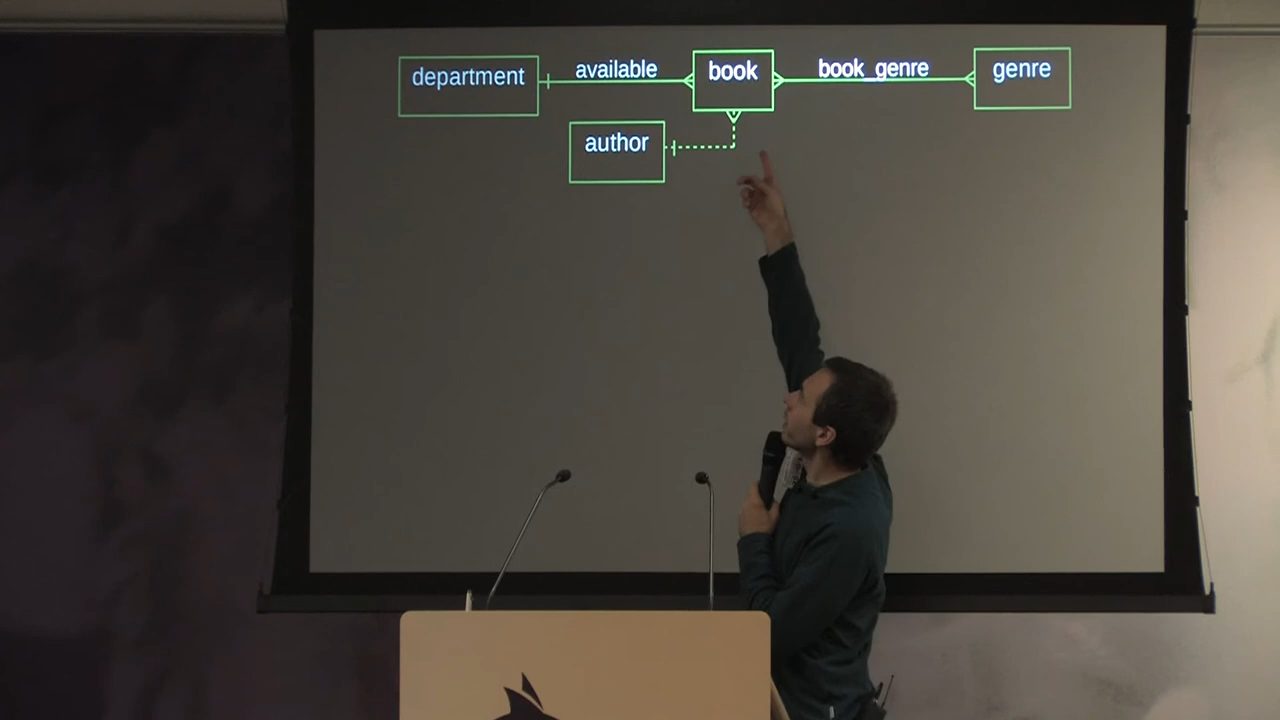 department
available
book
book_genre
genre
author